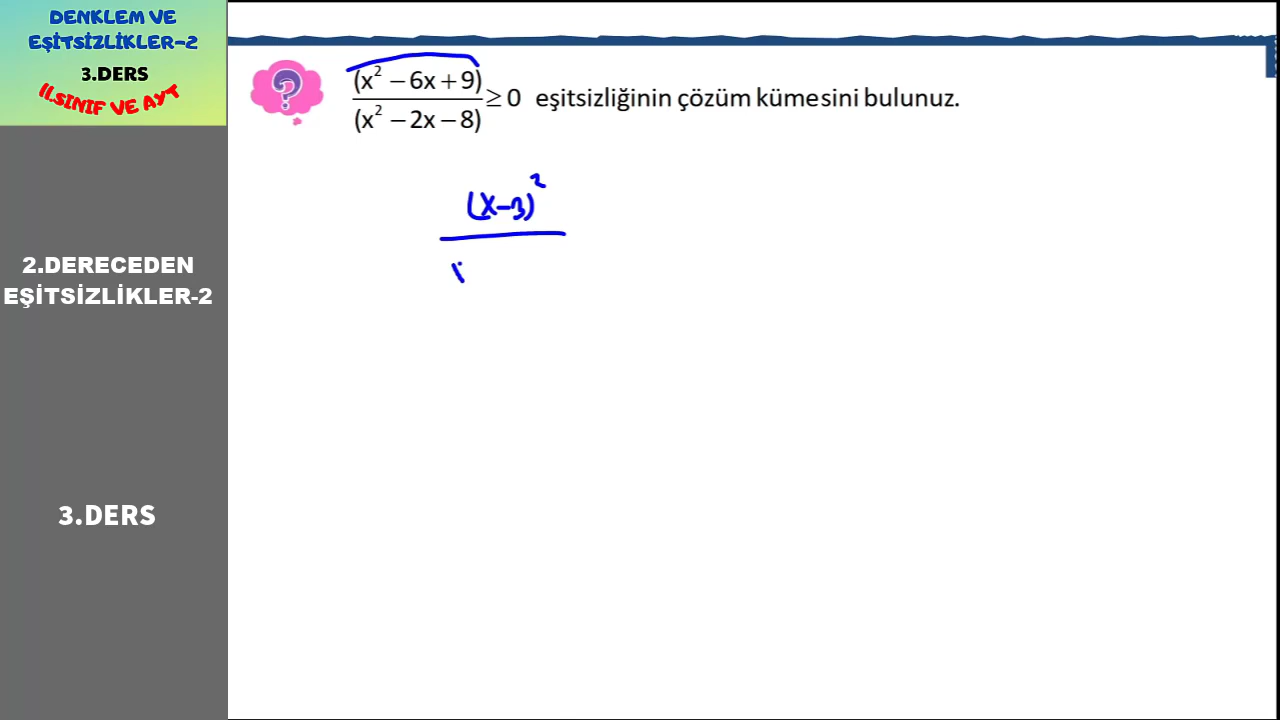 DENKLEM VE
EŞİTSİZLİKLER-2
3.DERS
11.SINIF VE AYT
2.DERECEDEN
EŞİTSİZLİKLER-2
3.DERS
?
(x² − 6x + 9)
(x² − 2x − 8)
≥ 0 eşitsizliğinin çözüm kümesini bulunuz.
(x-3)²